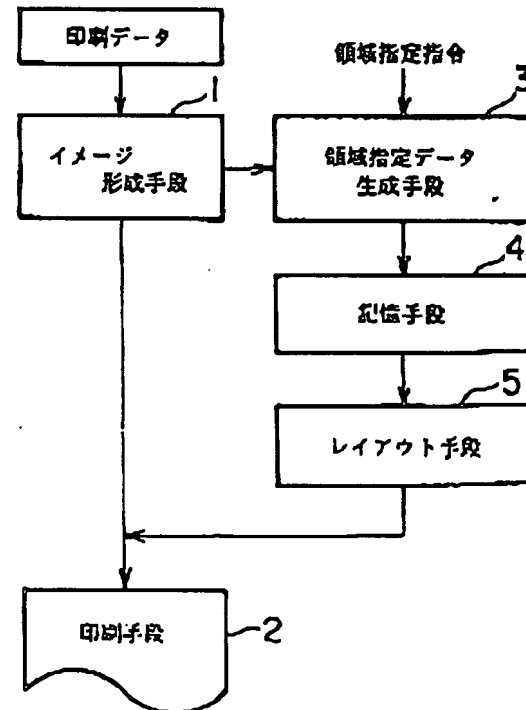 印刷データ
領域指定指令
1
3
イメージ
形成手段
領域指定データ
生成手段
4
記憶手段
5
レイアウト手段
印刷手段
2